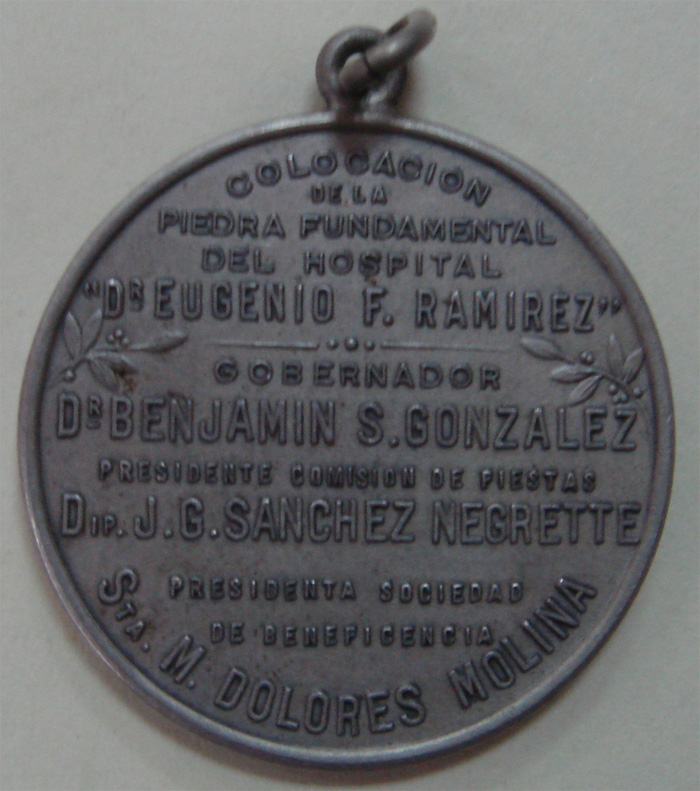 COLOCACIÓN
DE LA
PIEDRA FUNDAMENTAL
DEL HOSPITAL
"DR EUGENIO F. RAMIREZ"
GOBERNADOR
DR BENJAMIN S. GONZALEZ
PRESIDENTE COMISION DE FIESTAS
DIP. J. G. SANCHEZ NEGRETTE
PRESIDENTA SOCIEDAD
DE BENEFICENCIA
STA. M. DOLORES MOLINA